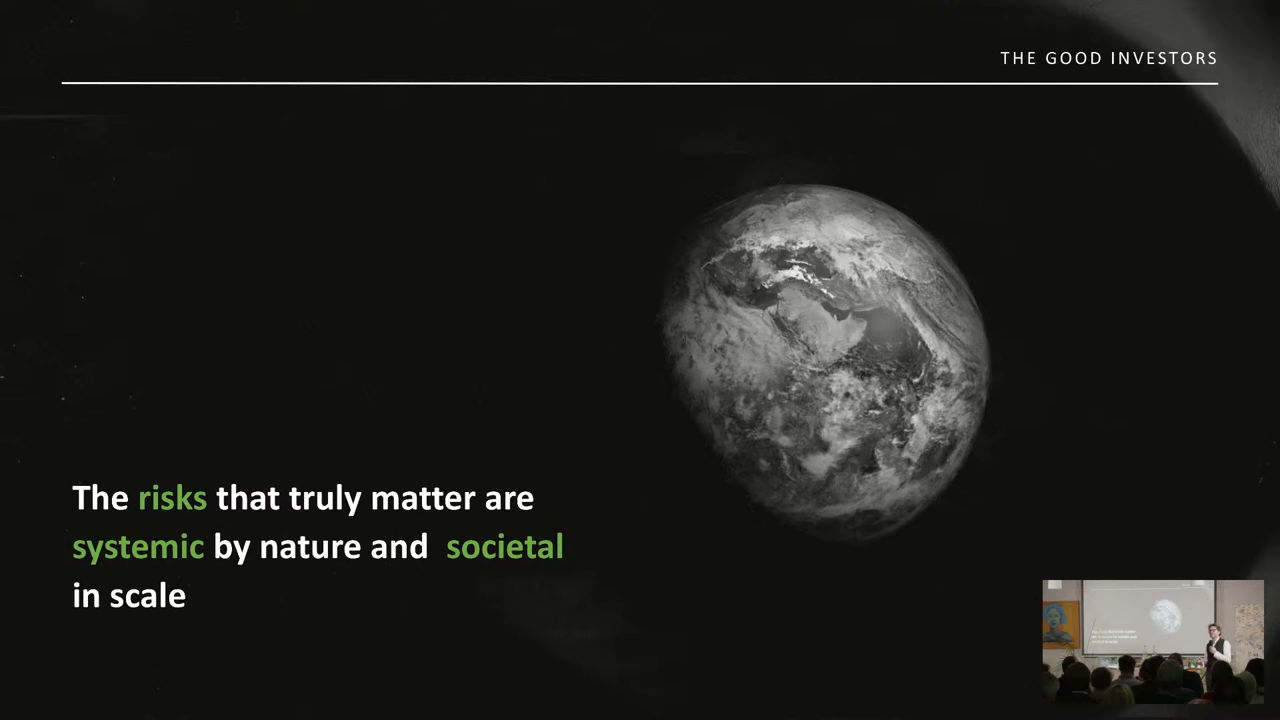 THE GOOD INVESTORS
The risks that truly matter are
systemic by nature and societal
in scale